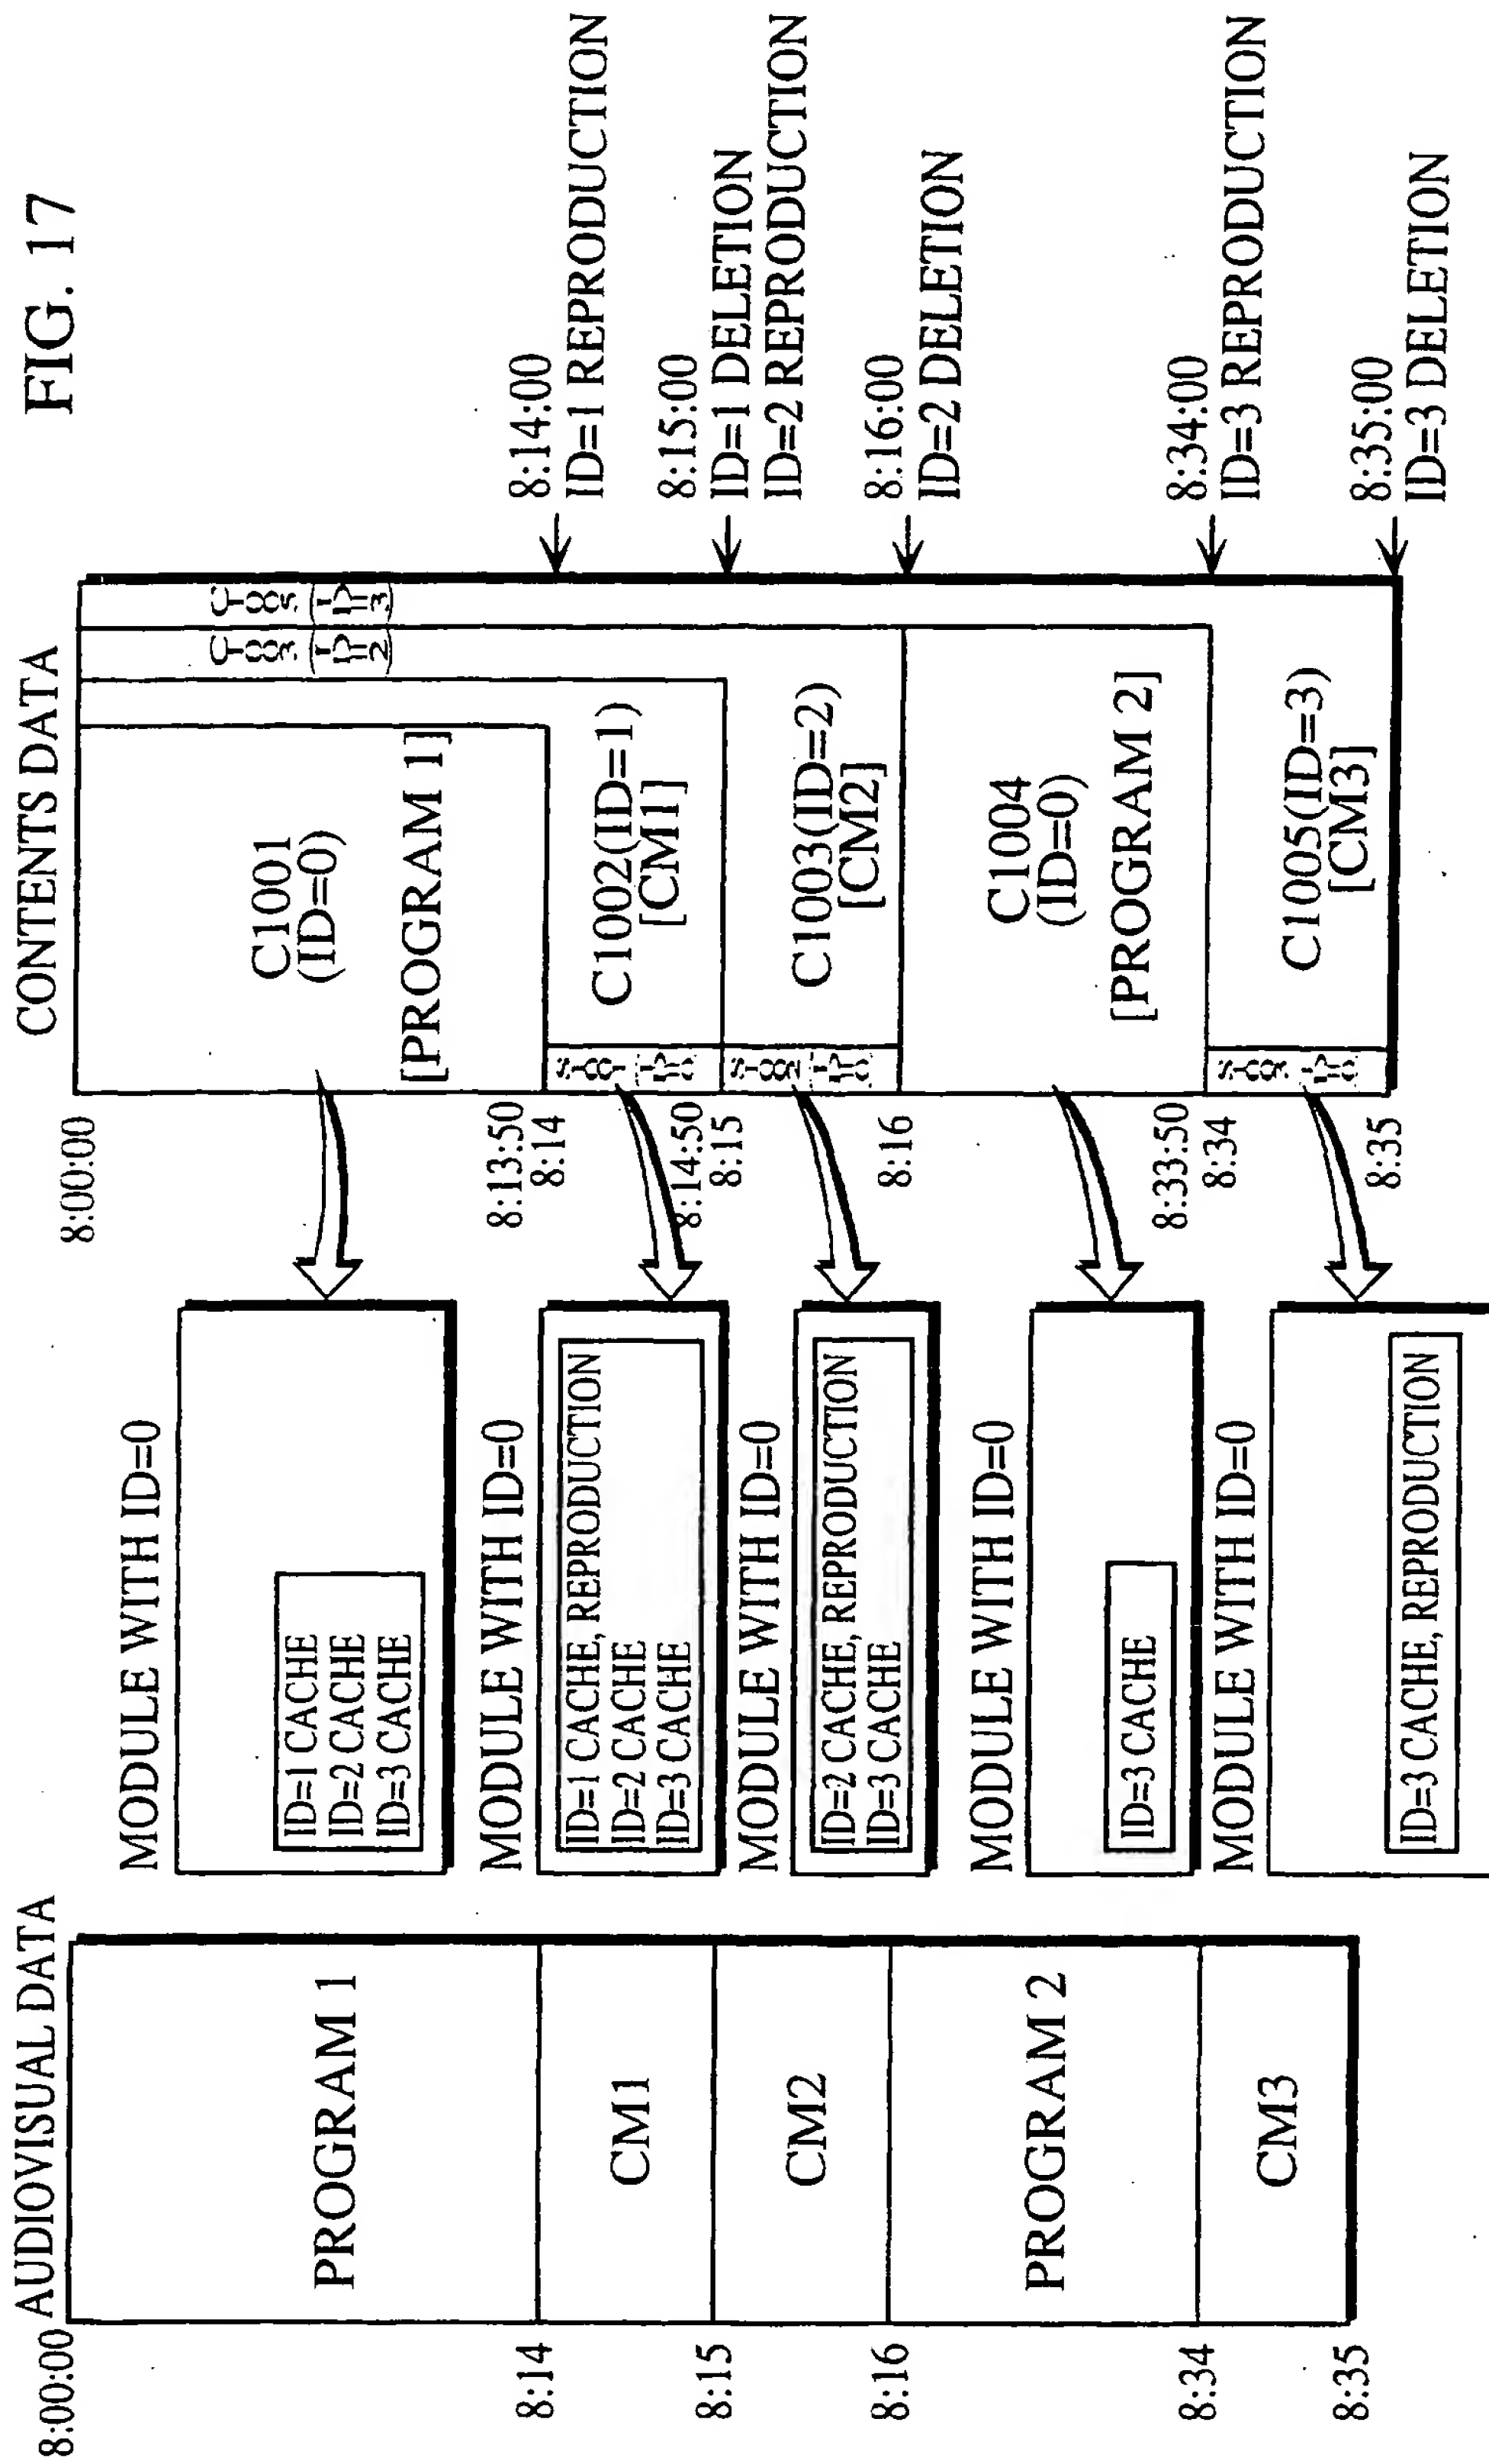 FIG. 17
8:00:00
AUDIOVISUAL DATA
PROGRAM 1
8:14
CM1
8:15
CM2
8:16
PROGRAM 2
8:34
CM3
8:35
MODULE WITH ID=0
ID=1 CACHE
ID=2 CACHE
ID=3 CACHE
MODULE WITH ID=0
ID=1 CACHE, REPRODUCTION
ID=2 CACHE
ID=3 CACHE
MODULE WITH ID=0
ID=2 CACHE, REPRODUCTION
ID=3 CACHE
MODULE WITH ID=0
ID=3 CACHE
MODULE WITH ID=0
ID=3 CACHE, REPRODUCTION
CONTENTS DATA
8:00:00
C1001
(ID=0)
[PROGRAM 1]
(ID=2)
(ID=3)
8:13:50
8:14
C1002(ID=1)
[CM1]
8:14:50
8:15
C1003(ID=2)
[CM2]
8:16
C1004
(ID=0)
[PROGRAM 2]
8:33:50
8:34
C1005(ID=3)
[CM3]
8:35
8:14:00
ID=1 REPRODUCTION
8:15:00
ID=1 DELETION
ID=2 REPRODUCTION
8:16:00
ID=2 DELETION
8:34:00
ID=3 REPRODUCTION
8:35:00
ID=3 DELETION